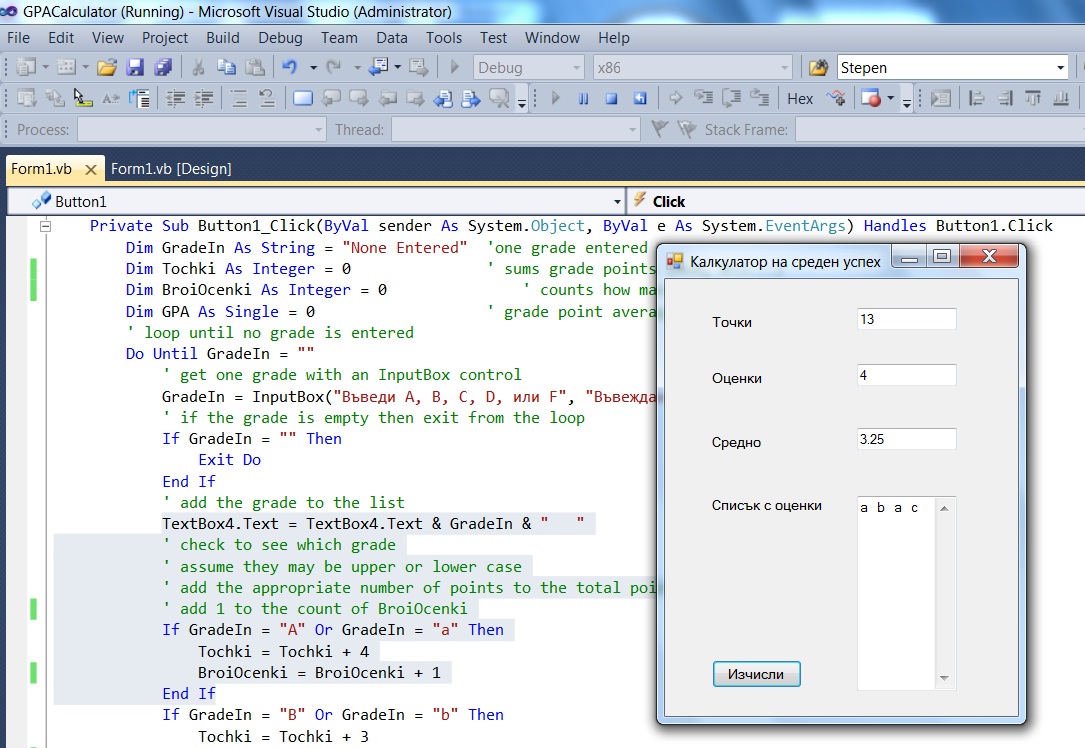 GPACalculator (Running) - Microsoft Visual Studio (Administrator)
File Edit View Project Build Debug Team Data Tools Test Window Help
Debug x86 Stepen
Hex
Process: Thread: Stack Frame:
Form1.vb Form1.vb [Design]
Button1 Click
Private Sub Button1_Click(ByVal sender As System.Object, ByVal e As System.EventArgs) Handles Button1.Click
Dim GradeIn As String = "None Entered" 'one grade entered
Dim Tochki As Integer = 0 ' sums grade points
Dim BroiOcenki As Integer = 0 ' counts how
Dim GPA As Single = 0 ' grade point
' loop until no grade is entered
Do Until GradeIn = ""
' get one grade with an InputBox control
GradeIn = InputBox("Въведи A, B, C, D, или F",
' if the grade is empty then exit from the loop
If GradeIn = "" Then
Exit Do
End If
' add the grade to the list
TextBox4.Text = TextBox4.Text & GradeIn & "   "
' check to see which grade
' assume they may be upper or lower case
' add the appropriate number of points to the total
' add 1 to the count of BroiOcenki
If GradeIn = "A" Or GradeIn = "a" Then
Tochki = Tochki + 4
BroiOcenki = BroiOcenki + 1
End If
If GradeIn = "B" Or GradeIn = "b" Then
Tochki = Tochki + 3
Калкулатор на среден успех
Точки 13
Оценки 4
Средно 3.25
Списък с оценки a b a c
Изчисли